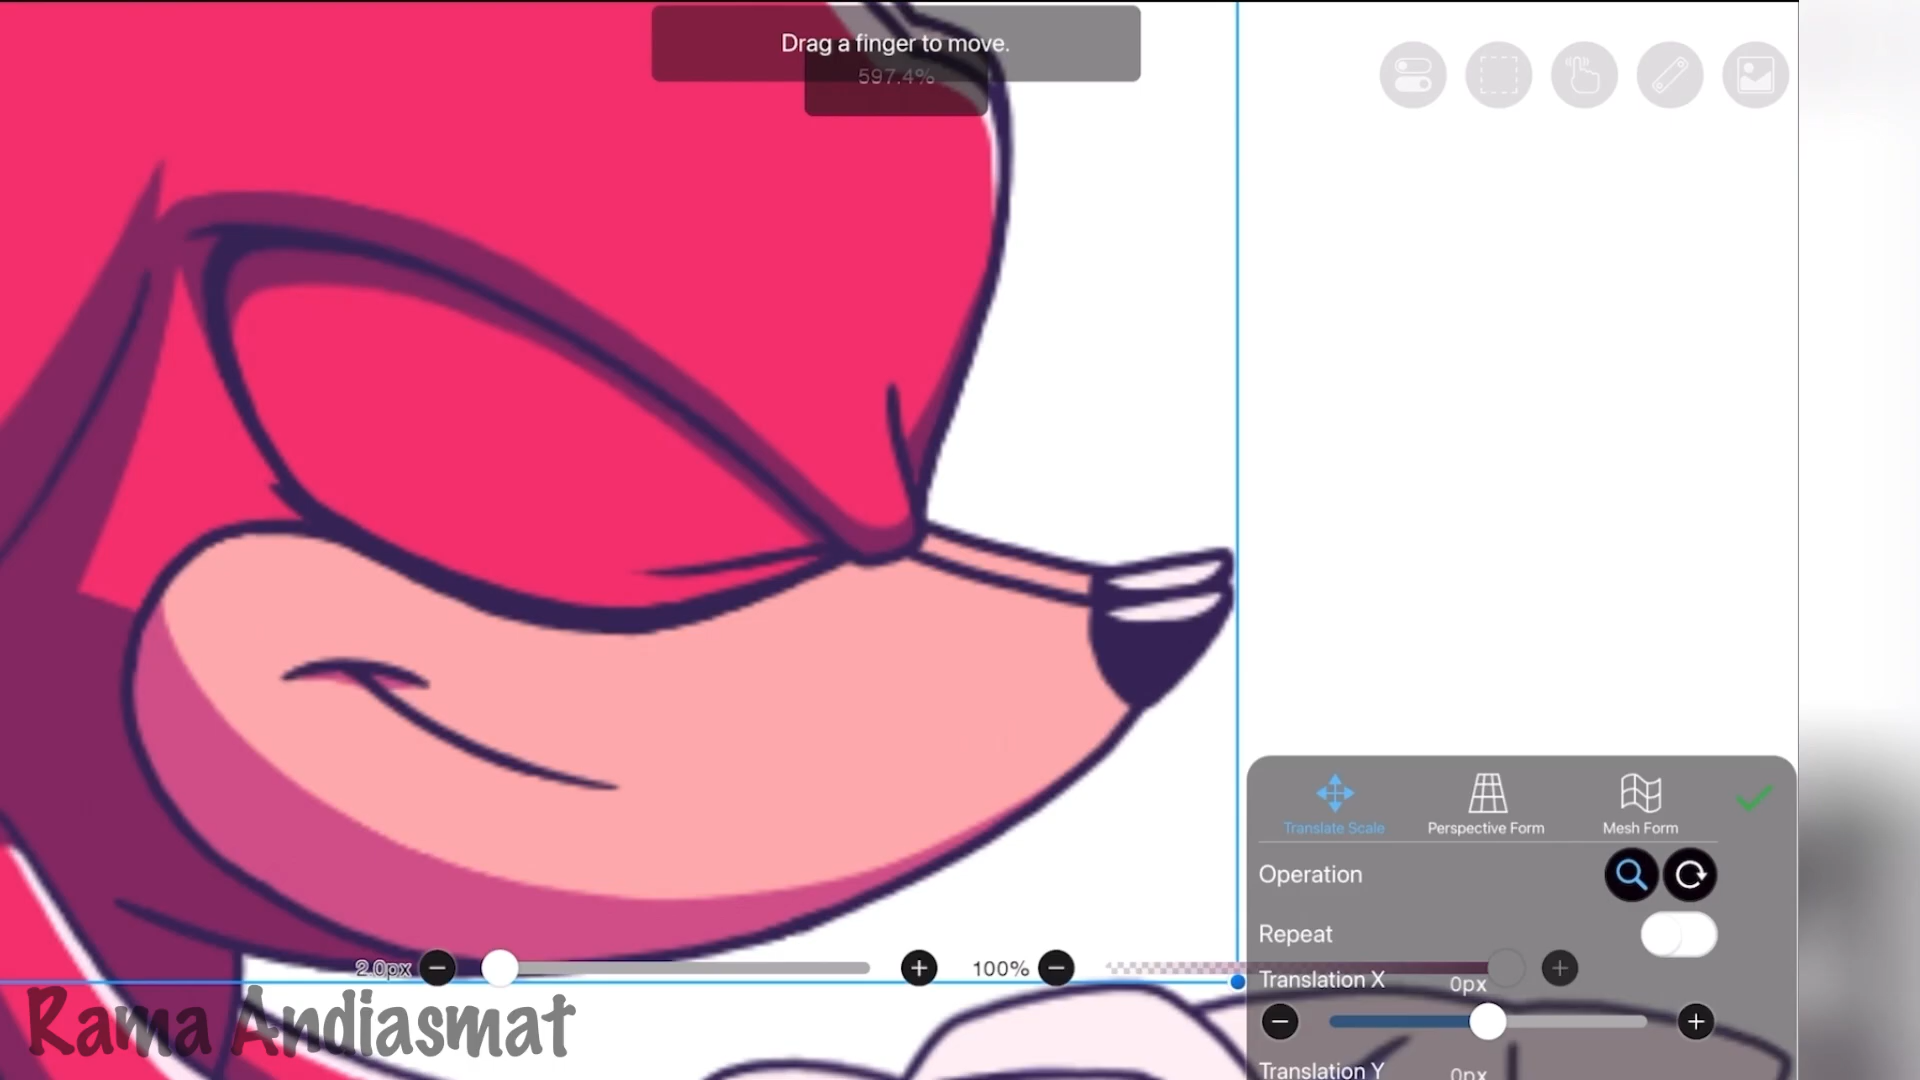 Drag a finger to move.
597.4%
Translate Scale
Perspective Form
Mesh Form
Operation
Repeat
2.0px
100%
Translation X
0px
Rama Andiasmat
Translation Y
0px